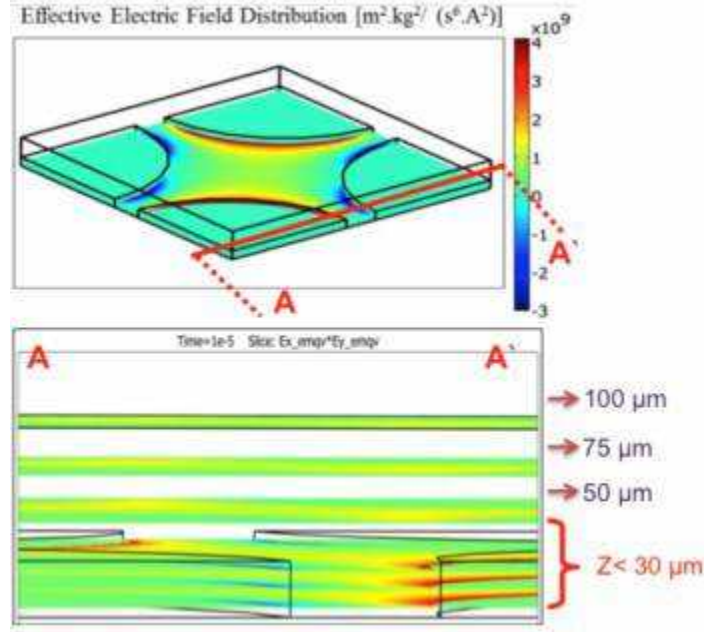 Effective Electric Field Distribution [m².kg²/ (s⁶.A²)]
x10⁹
4
3
2
1
0
-1
-2
-3
A
A`
Time=1e-5 Slice: Ex_emqv*Ey_emqv
A
A`
100 µm
75 µm
50 µm
Z< 30 µm